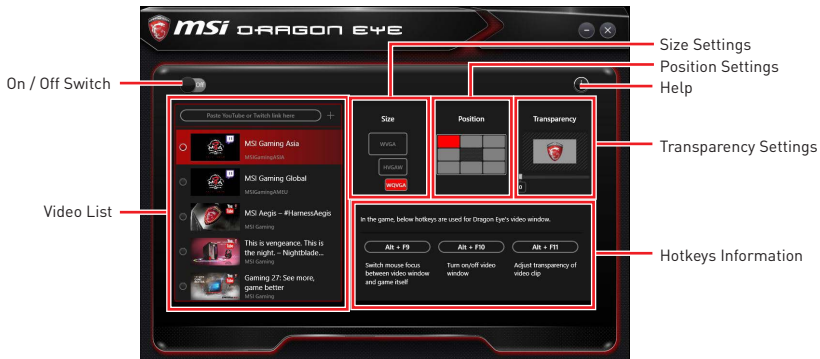 msi DRAGON EYE
Size Settings
Position Settings
On / Off Switch
Off
Help
Paste YouTube or Twitch link here
Size
Position
Transparency
WVGA
HVGAW
WQVGA
0
Transparency Settings
MSI Gaming Asia
MSIGamingASIA
MSI Gaming Global
MSIGamingAMEU
Video List
MSI Aegis – #HarnessAegis
MSI Gaming
This is vengeance. This is
the night. – Nightblade...
MSI Gaming
Gaming 27: See more,
game better
MSI Gaming
In the game, below hotkeys are used for Dragon Eye's video window.
Alt + F9
Alt + F10
Alt + F11
Hotkeys Information
Switch mouse focus
between video window
and game itself
Turn on/off video
window
Adjust transparency of
video clip